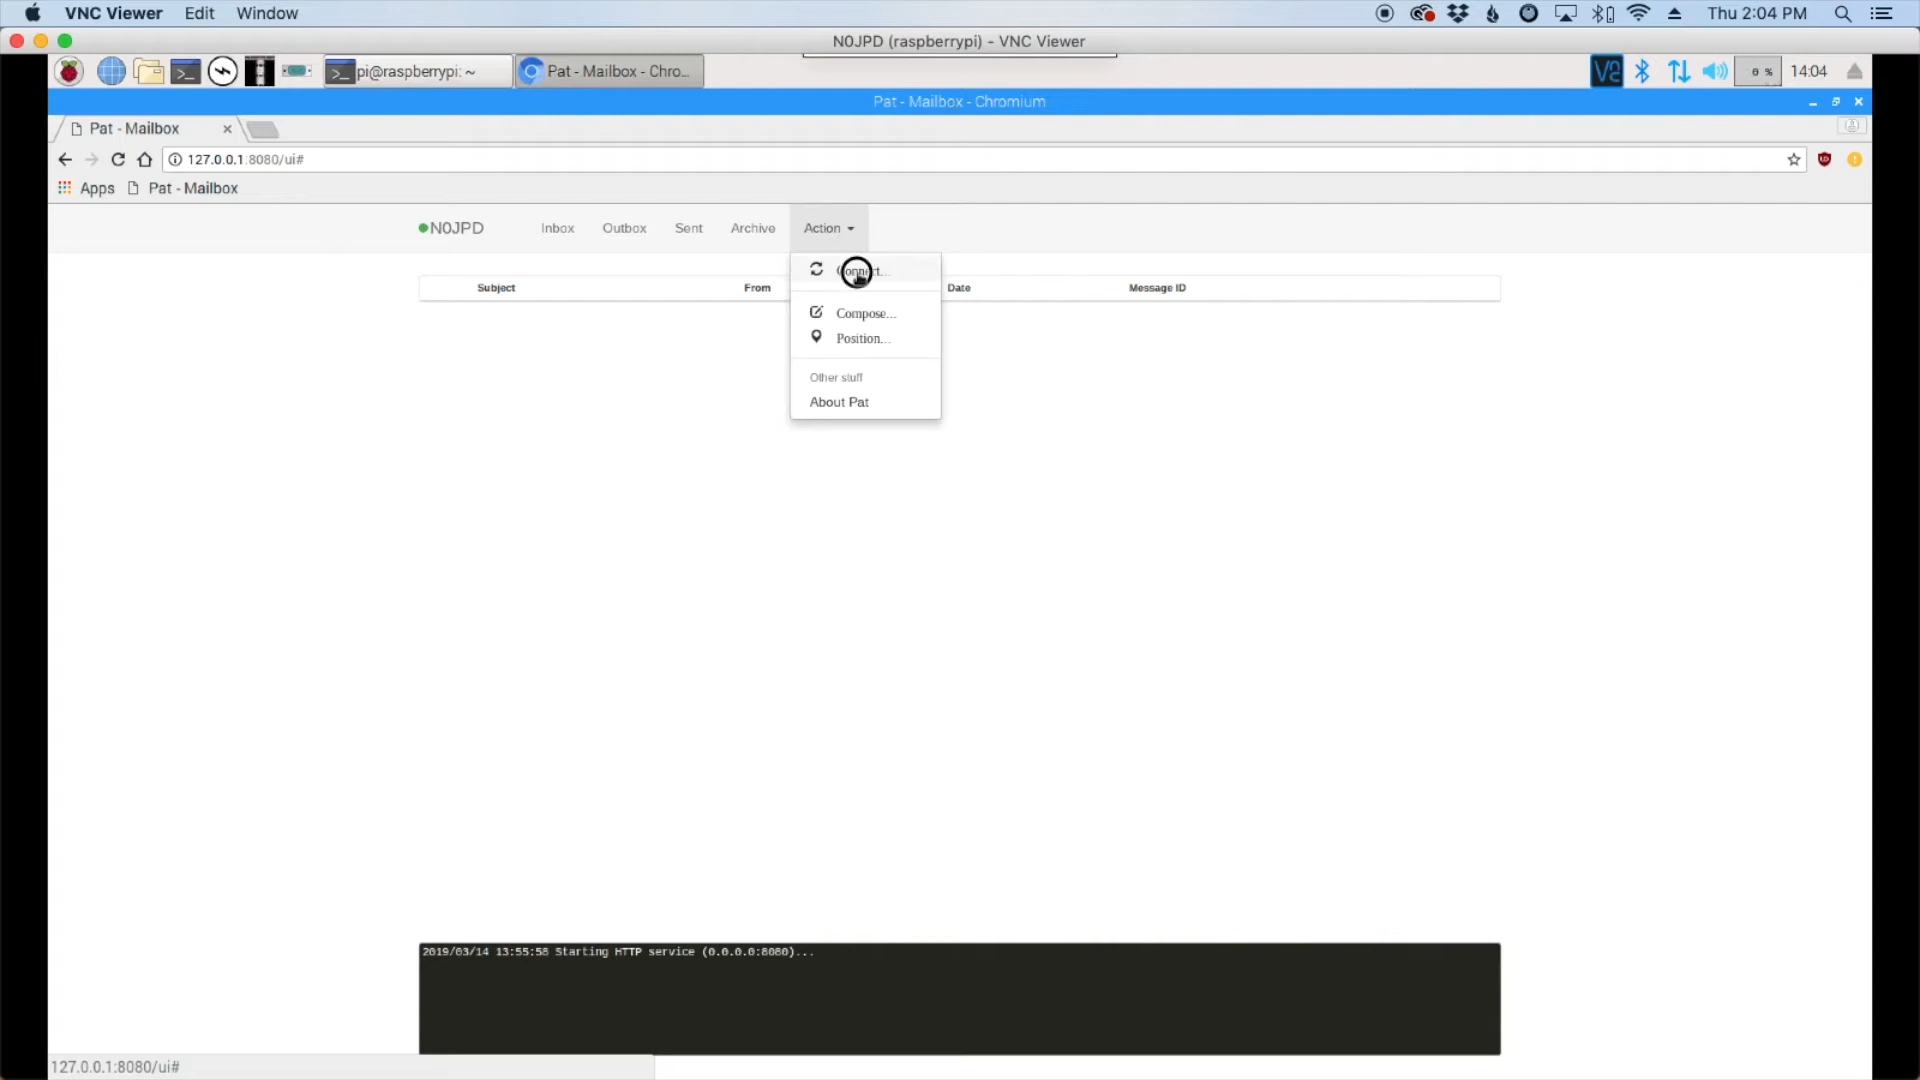 VNC Viewer Edit Window Thu 2:04 PM
N0JPD (raspberrypi) - VNC Viewer
pi@raspberrypi: ~ Pat - Mailbox - Chro... V2 0 % 14:04
Pat - Mailbox - Chromium
Pat - Mailbox
127.0.0.1:8080/ui#
Apps Pat - Mailbox
N0JPD Inbox Outbox Sent Archive Action
Connect...
Subject From Date Message ID
Compose...
Position...
Other stuff
About Pat
2019/03/14 13:55:58 Starting HTTP service (0.0.0.0:8080)...
127.0.0.1:8080/ui#